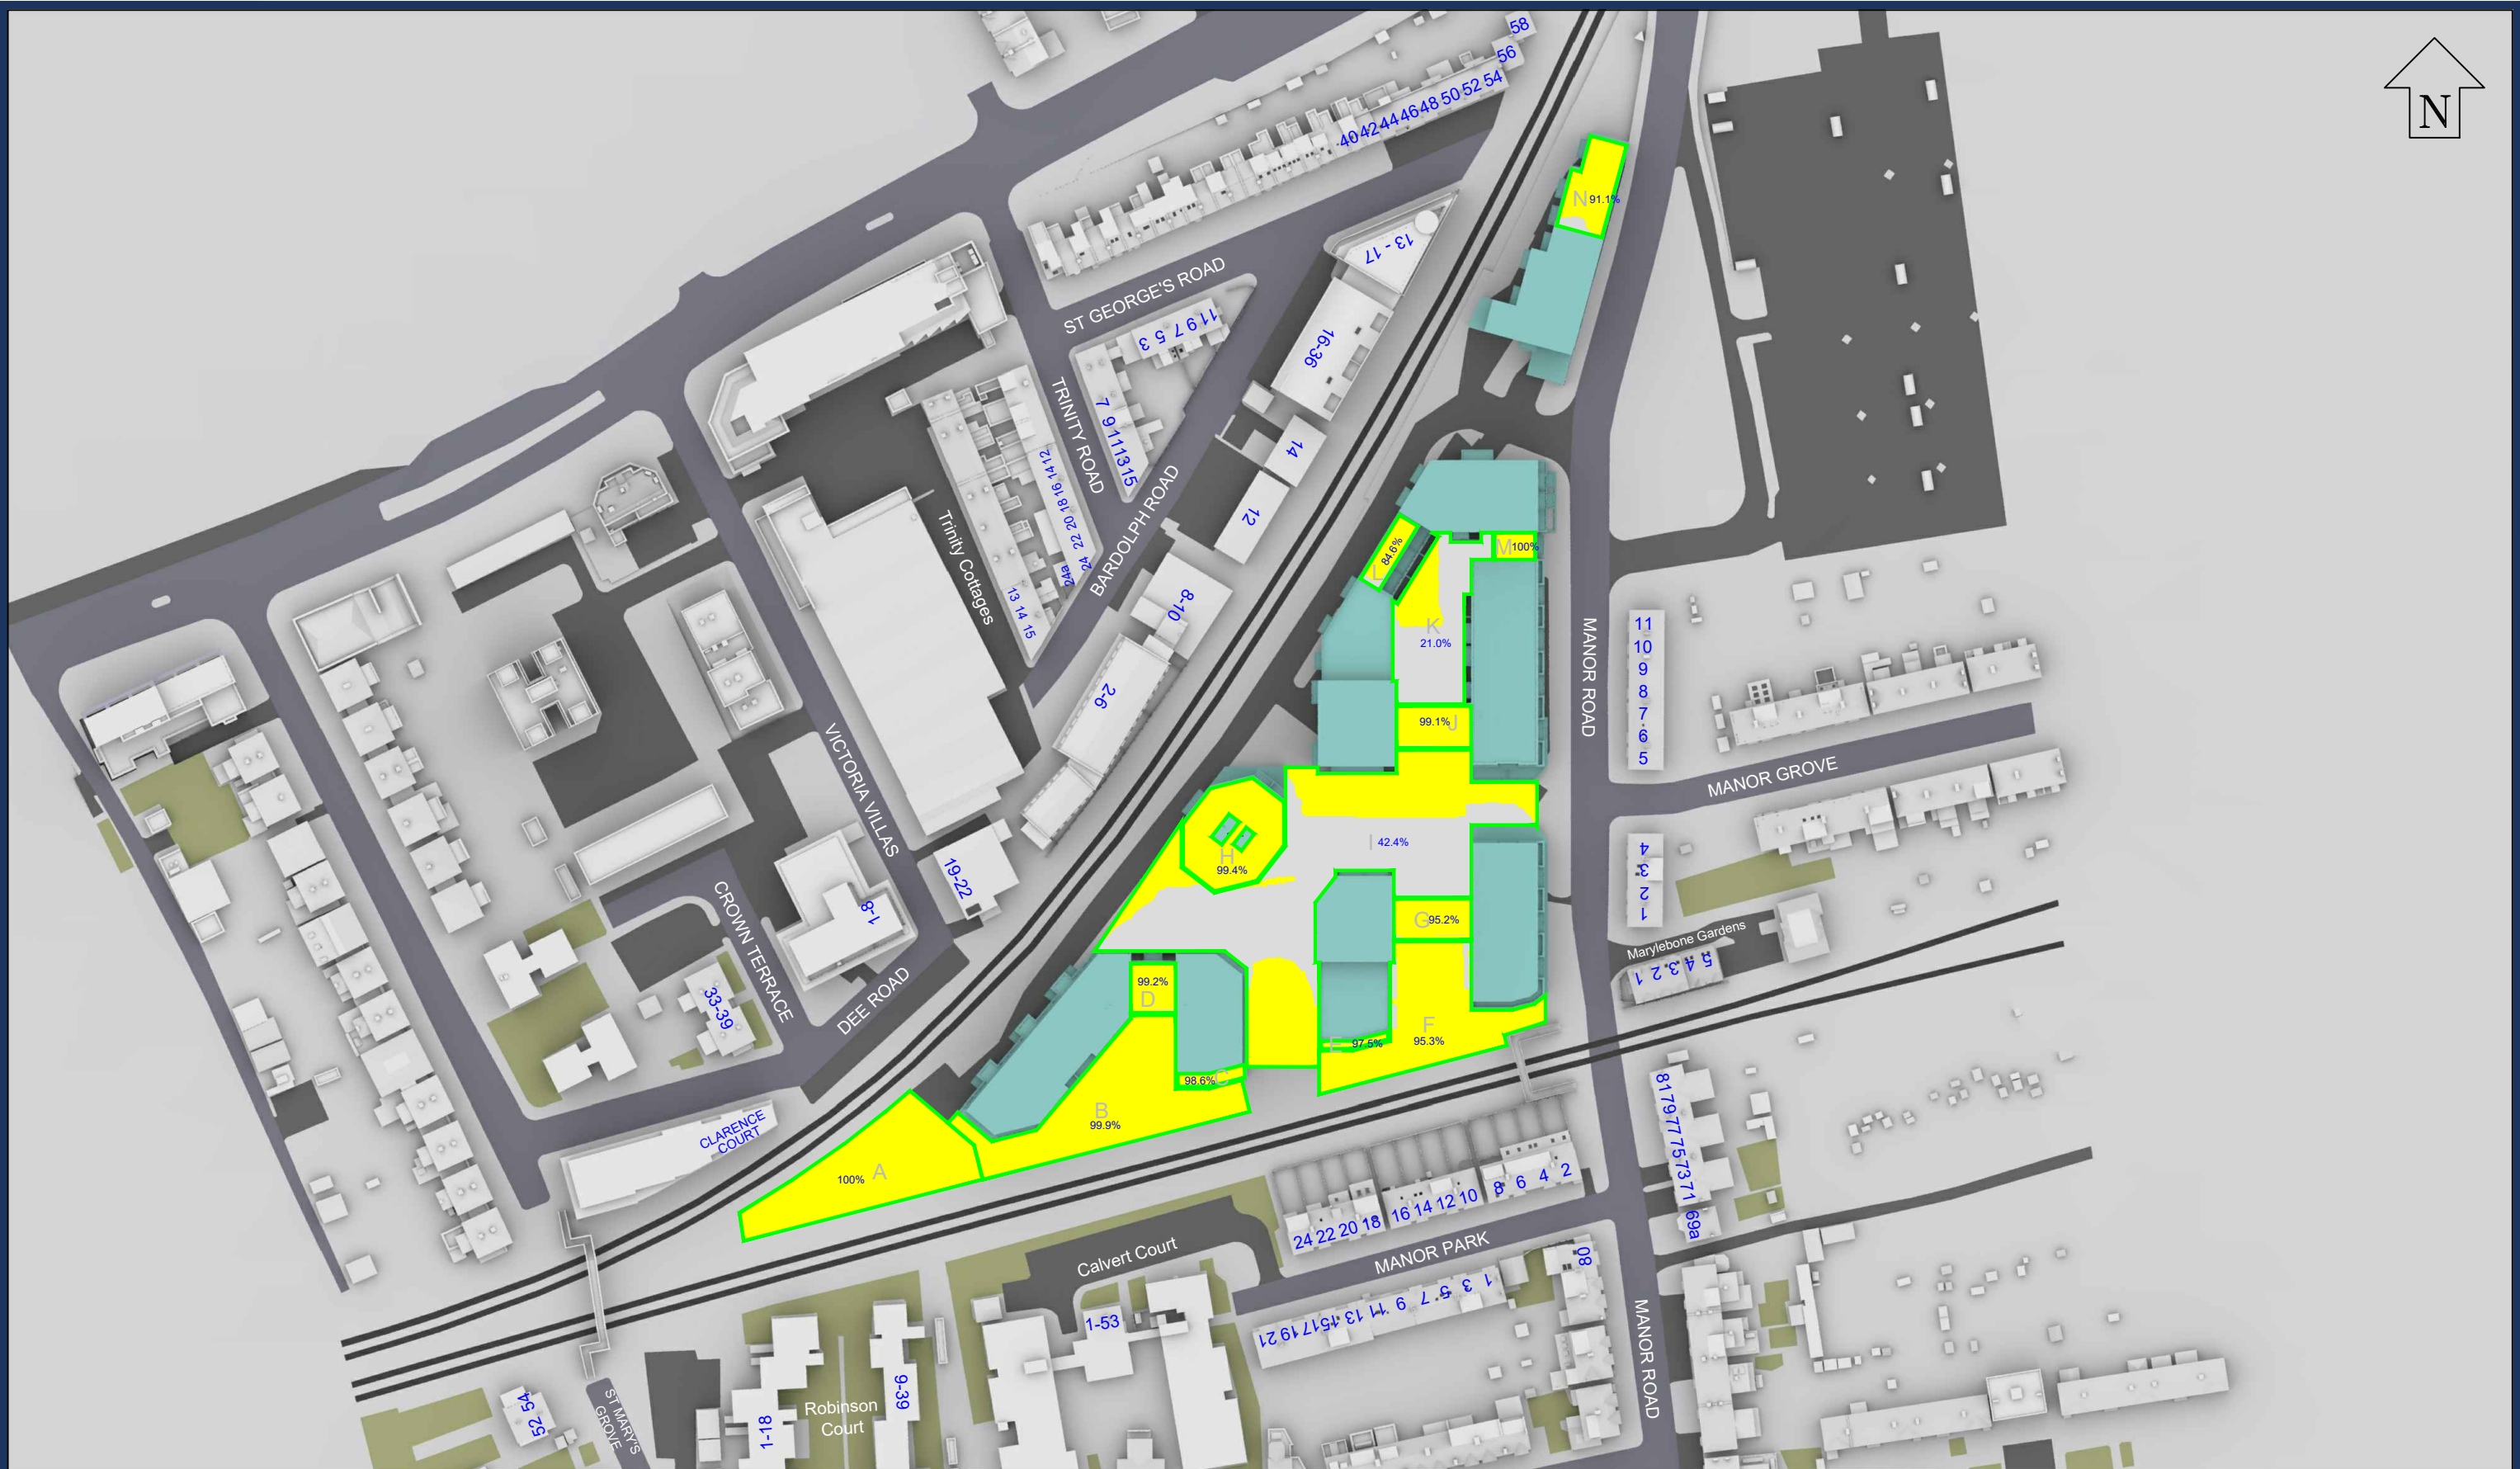 58
56
40 42 44 46 48 50 52 54
N
N 91.1%
13 - 17
ST GEORGE'S ROAD
3 5 7 9 11
16-36
TRINITY ROAD
7 9 11 13 15
14
12 14 16 18 20 22 24
24a
BARDOLPH ROAD
12
Trinity Cottages
13 14 15
8-10
2-6
84.6%
L
M 100%
K
21.0%
MANOR ROAD
11
10
9
8
7
6
5
99.1% J
MANOR GROVE
VICTORIA VILLAS
I 42.4%
H
99.4%
4
3
2
1
19-22
1-8
CROWN TERRACE
G 95.2%
Marylebone Gardens
1 2 3 4 5
33-39
DEE ROAD
99.2%
D
F
95.3%
E 97.5%
98.6% C
B
99.9%
CLARENCE
COURT
A
100%
81 79 77 75 73 71
69a
24 22 20 18 16 14 12 10 8 6 4 2
MANOR PARK
Calvert Court
80
21 19 17 15 13 11 9 7 5 3 1
1-53
MANOR ROAD
63-9
Robinson
Court
1-18
52 54
ST MARY'S
GROVE